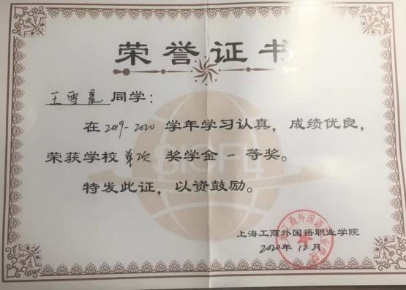 荣誉证书
王雪晨 同学：
在 2019-2020 学年学习认真，成绩优良，
荣获学校 单项 奖学金 一 等奖。
特发此证，以资鼓励。
上海工商外国语职业学院
2020年12月